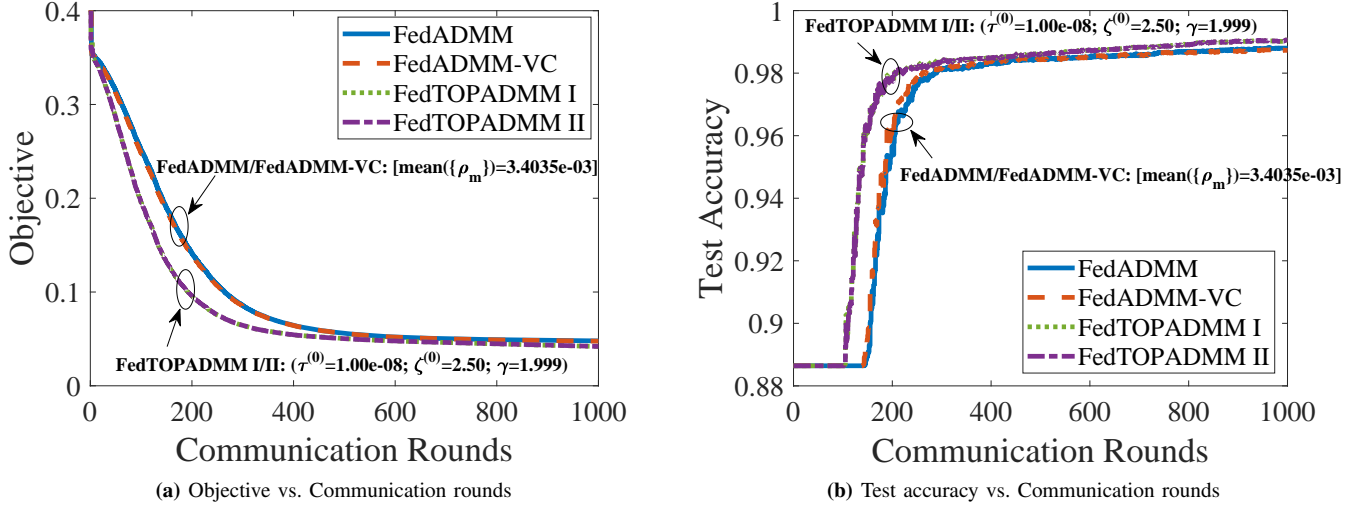 0.4
0.3
0.2
0.1
0
Objective
FedADMM
FedADMM-VC
FedTOPADMM I
FedTOPADMM II
FedADMM/FedADMM-VC: [mean({ρ_m})=3.4035e-03]
FedTOPADMM I/II: (τ^(0)=1.00e-08; ζ^(0)=2.50; γ=1.999)
0 200 400 600 800 1000
Communication Rounds
(a) Objective vs. Communication rounds
1
0.98
0.96
0.94
0.92
0.9
0.88
Test Accuracy
FedTOPADMM I/II: (τ^(0)=1.00e-08; ζ^(0)=2.50; γ=1.999)
FedADMM/FedADMM-VC: [mean({ρ_m})=3.4035e-03]
FedADMM
FedADMM-VC
FedTOPADMM I
FedTOPADMM II
0 200 400 600 800 1000
Communication Rounds
(b) Test accuracy vs. Communication rounds